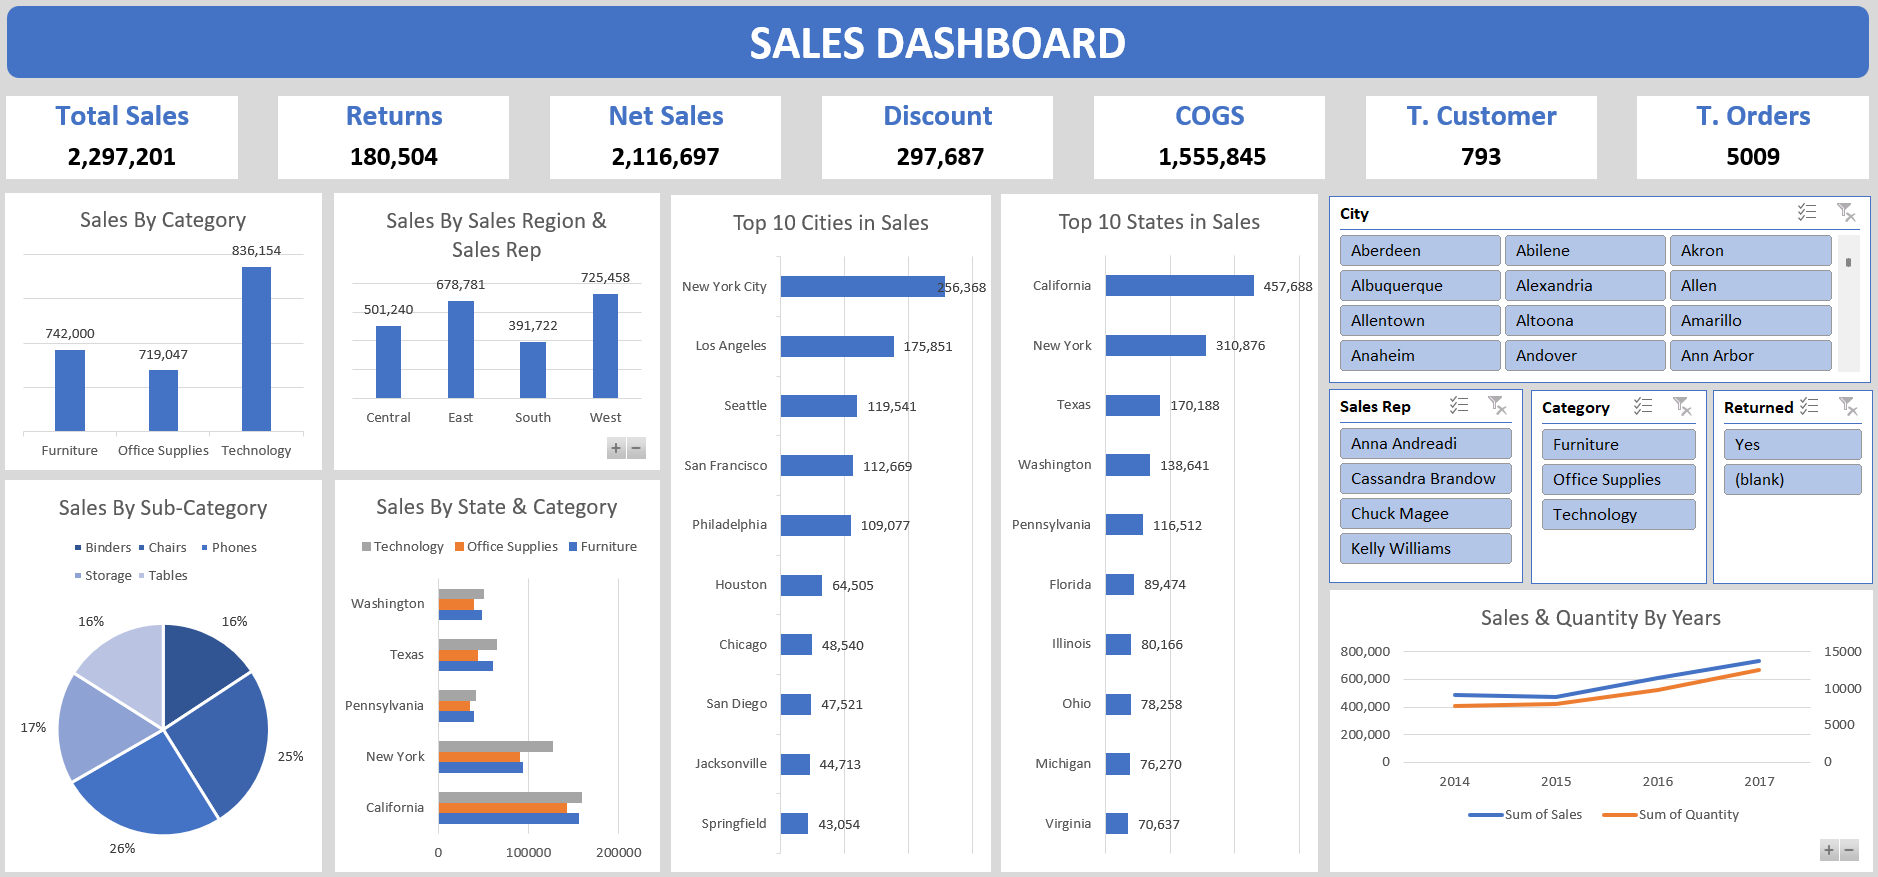 SALES DASHBOARD
Total Sales
2,297,201
Returns
180,504
Net Sales
2,116,697
Discount
297,687
COGS
1,555,845
T. Customer
793
T. Orders
5009
Sales By Category
836,154
742,000
719,047
Furniture Office Supplies Technology
Sales By Sales Region &
Sales Rep
725,458
678,781
501,240
391,722
Central East South West
+ −
Sales By Sub-Category
Binders Chairs Phones
Storage Tables
16% 16%
17%
25%
26%
Sales By State & Category
Technology Office Supplies Furniture
Washington
Texas
Pennsylvania
New York
California
0 100000 200000
Top 10 Cities in Sales
New York City 256,368
Los Angeles 175,851
Seattle 119,541
San Francisco 112,669
Philadelphia 109,077
Houston 64,505
Chicago 48,540
San Diego 47,521
Jacksonville 44,713
Springfield 43,054
Top 10 States in Sales
California 457,688
New York 310,876
Texas 170,188
Washington 138,641
Pennsylvania 116,512
Florida 89,474
Illinois 80,166
Ohio 78,258
Michigan 76,270
Virginia 70,637
City
Aberdeen Abilene Akron
Albuquerque Alexandria Allen
Allentown Altoona Amarillo
Anaheim Andover Ann Arbor
Sales Rep
Anna Andreadi
Cassandra Brandow
Chuck Magee
Kelly Williams
Category
Furniture
Office Supplies
Technology
Returned
Yes
(blank)
Sales & Quantity By Years
800,000 15000
600,000 10000
400,000 5000
200,000
0 0
2014 2015 2016 2017
Sum of Sales Sum of Quantity
+ −